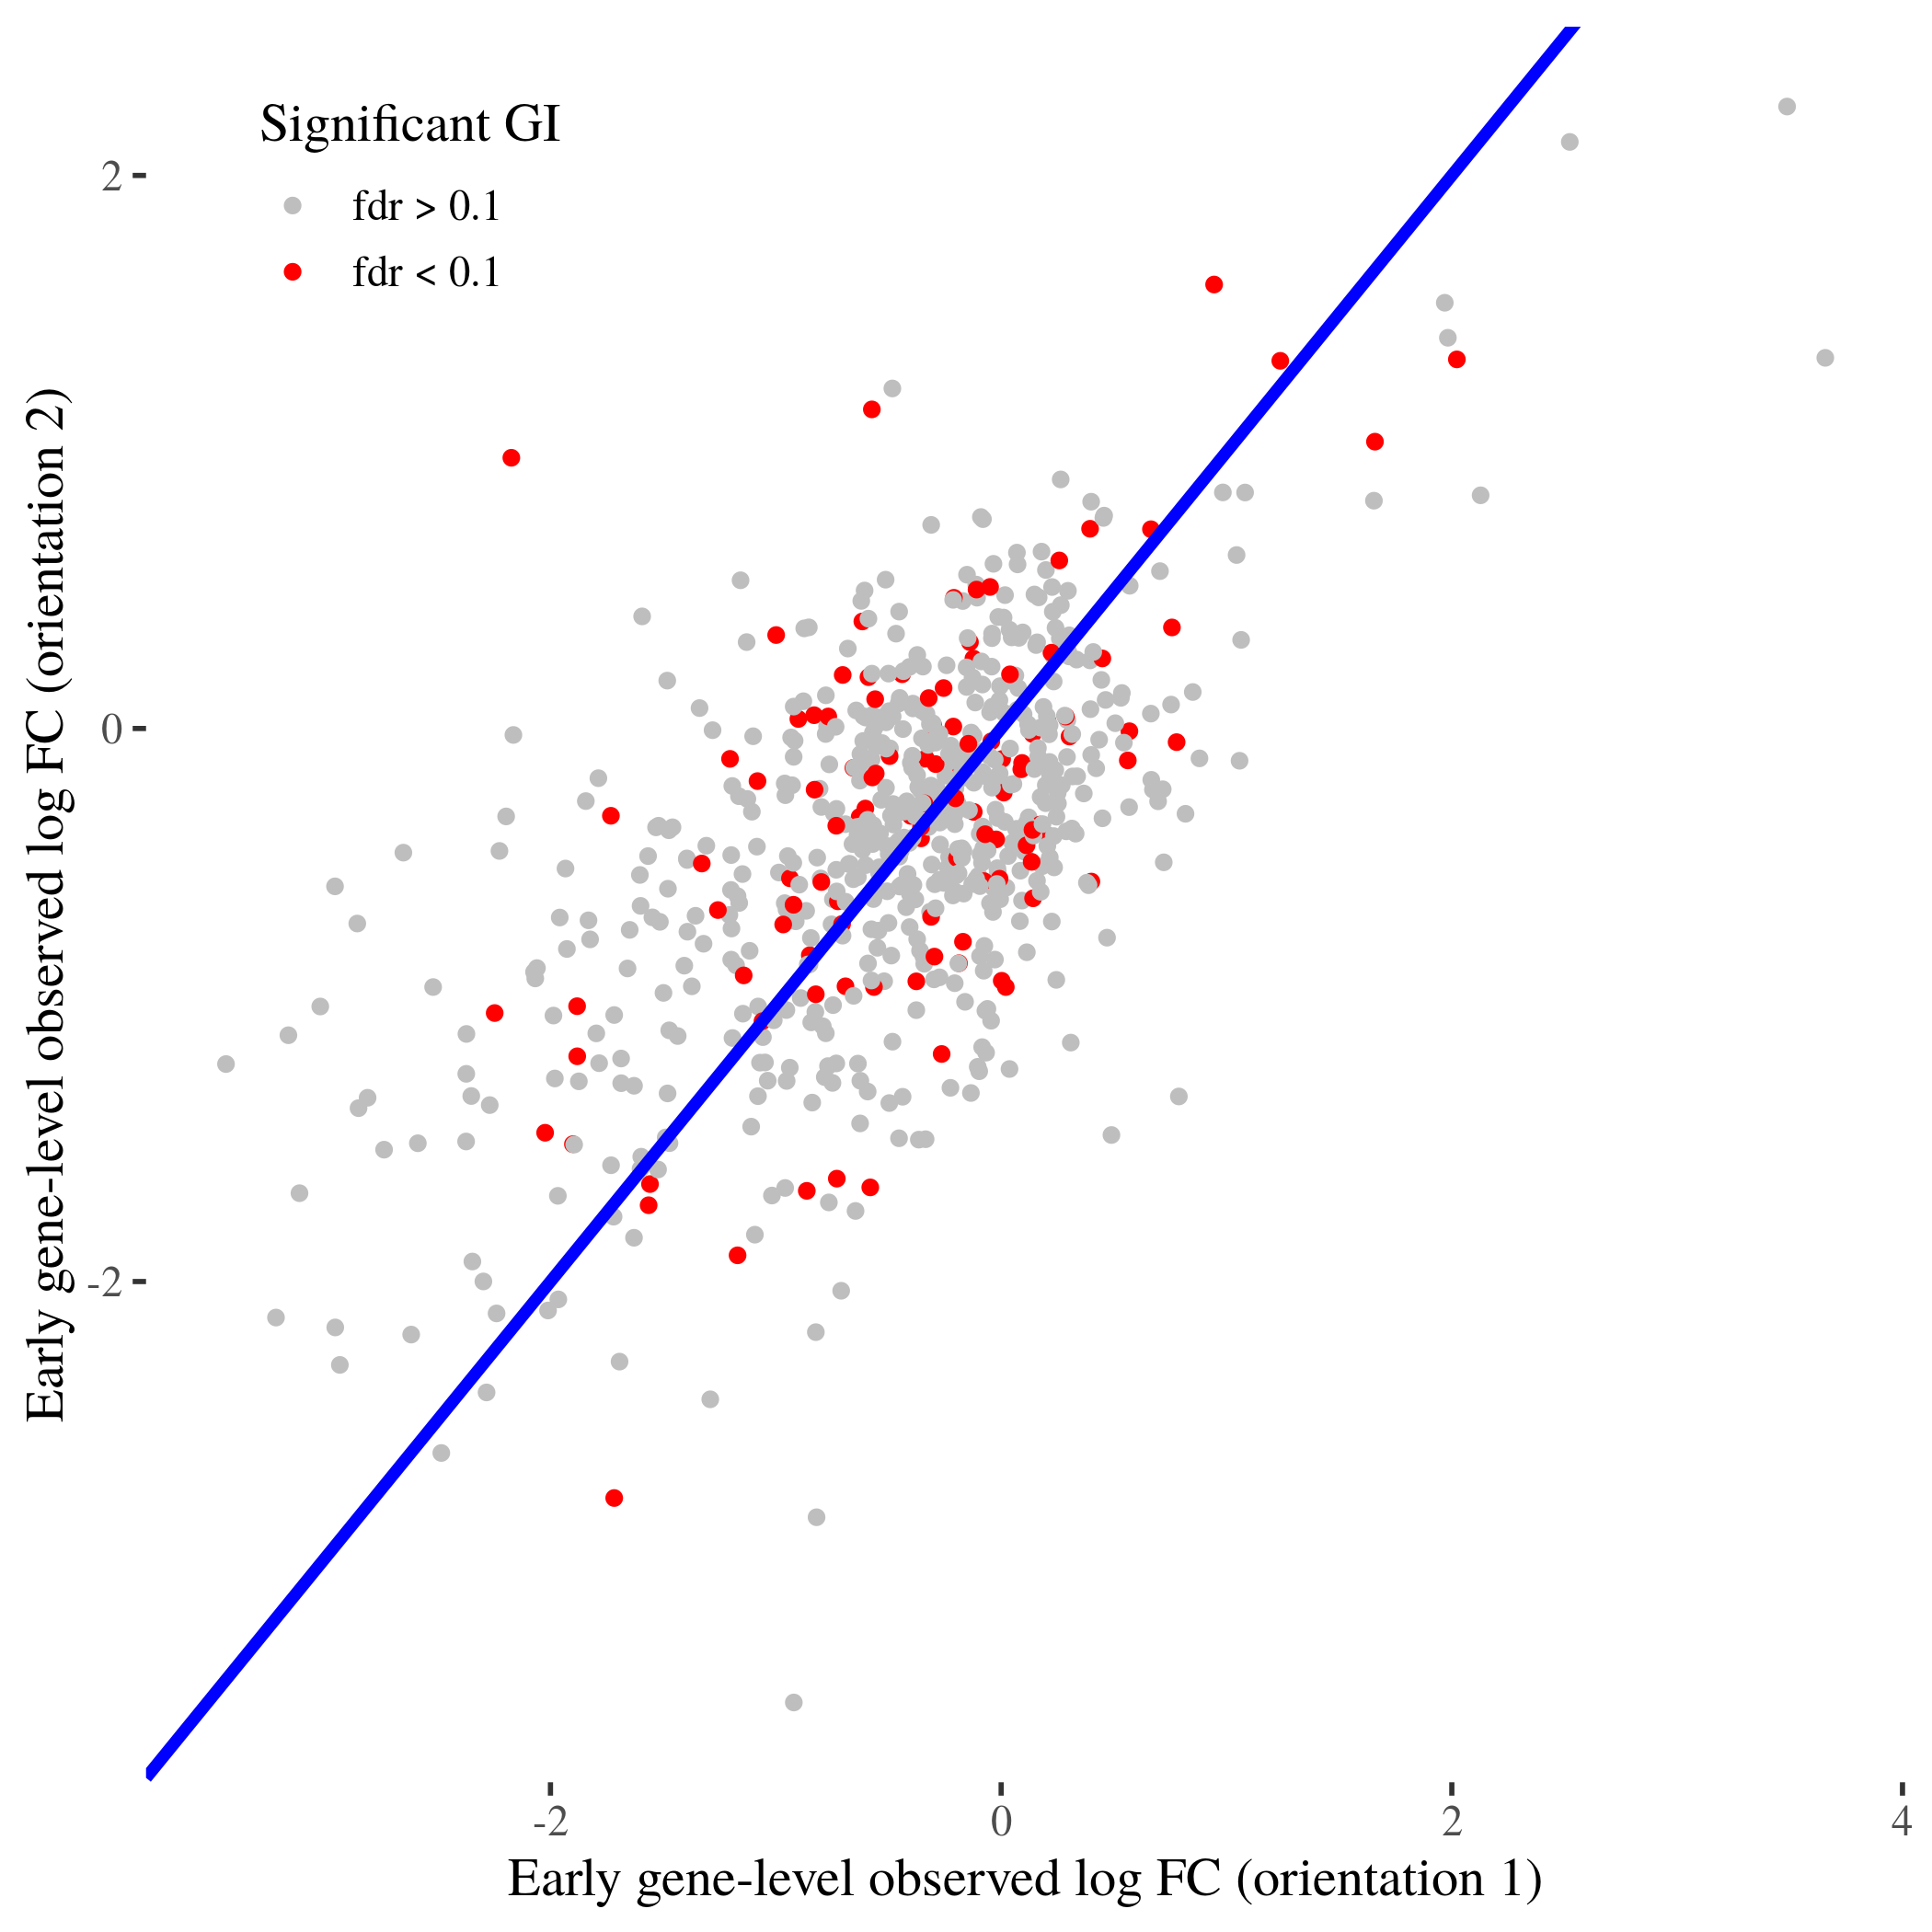 Significant GI
fdr > 0.1
fdr < 0.1
Early gene-level observed log FC (orientation 2)
2
0
-2
-2
0
2
4
Early gene-level observed log FC (orientation 1)